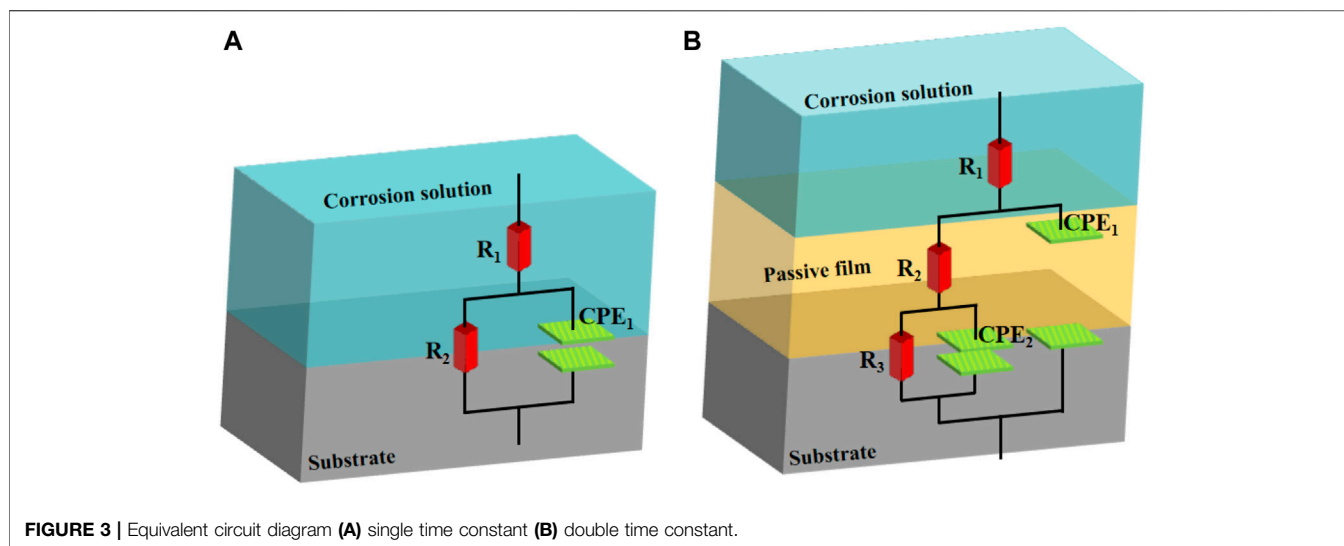 A
Corrosion solution
R₁
CPE₁
R₂
Substrate
B
Corrosion solution
R₁
CPE₁
Passive film
R₂
CPE₂
R₃
Substrate
FIGURE 3 | Equivalent circuit diagram (A) single time constant (B) double time constant.